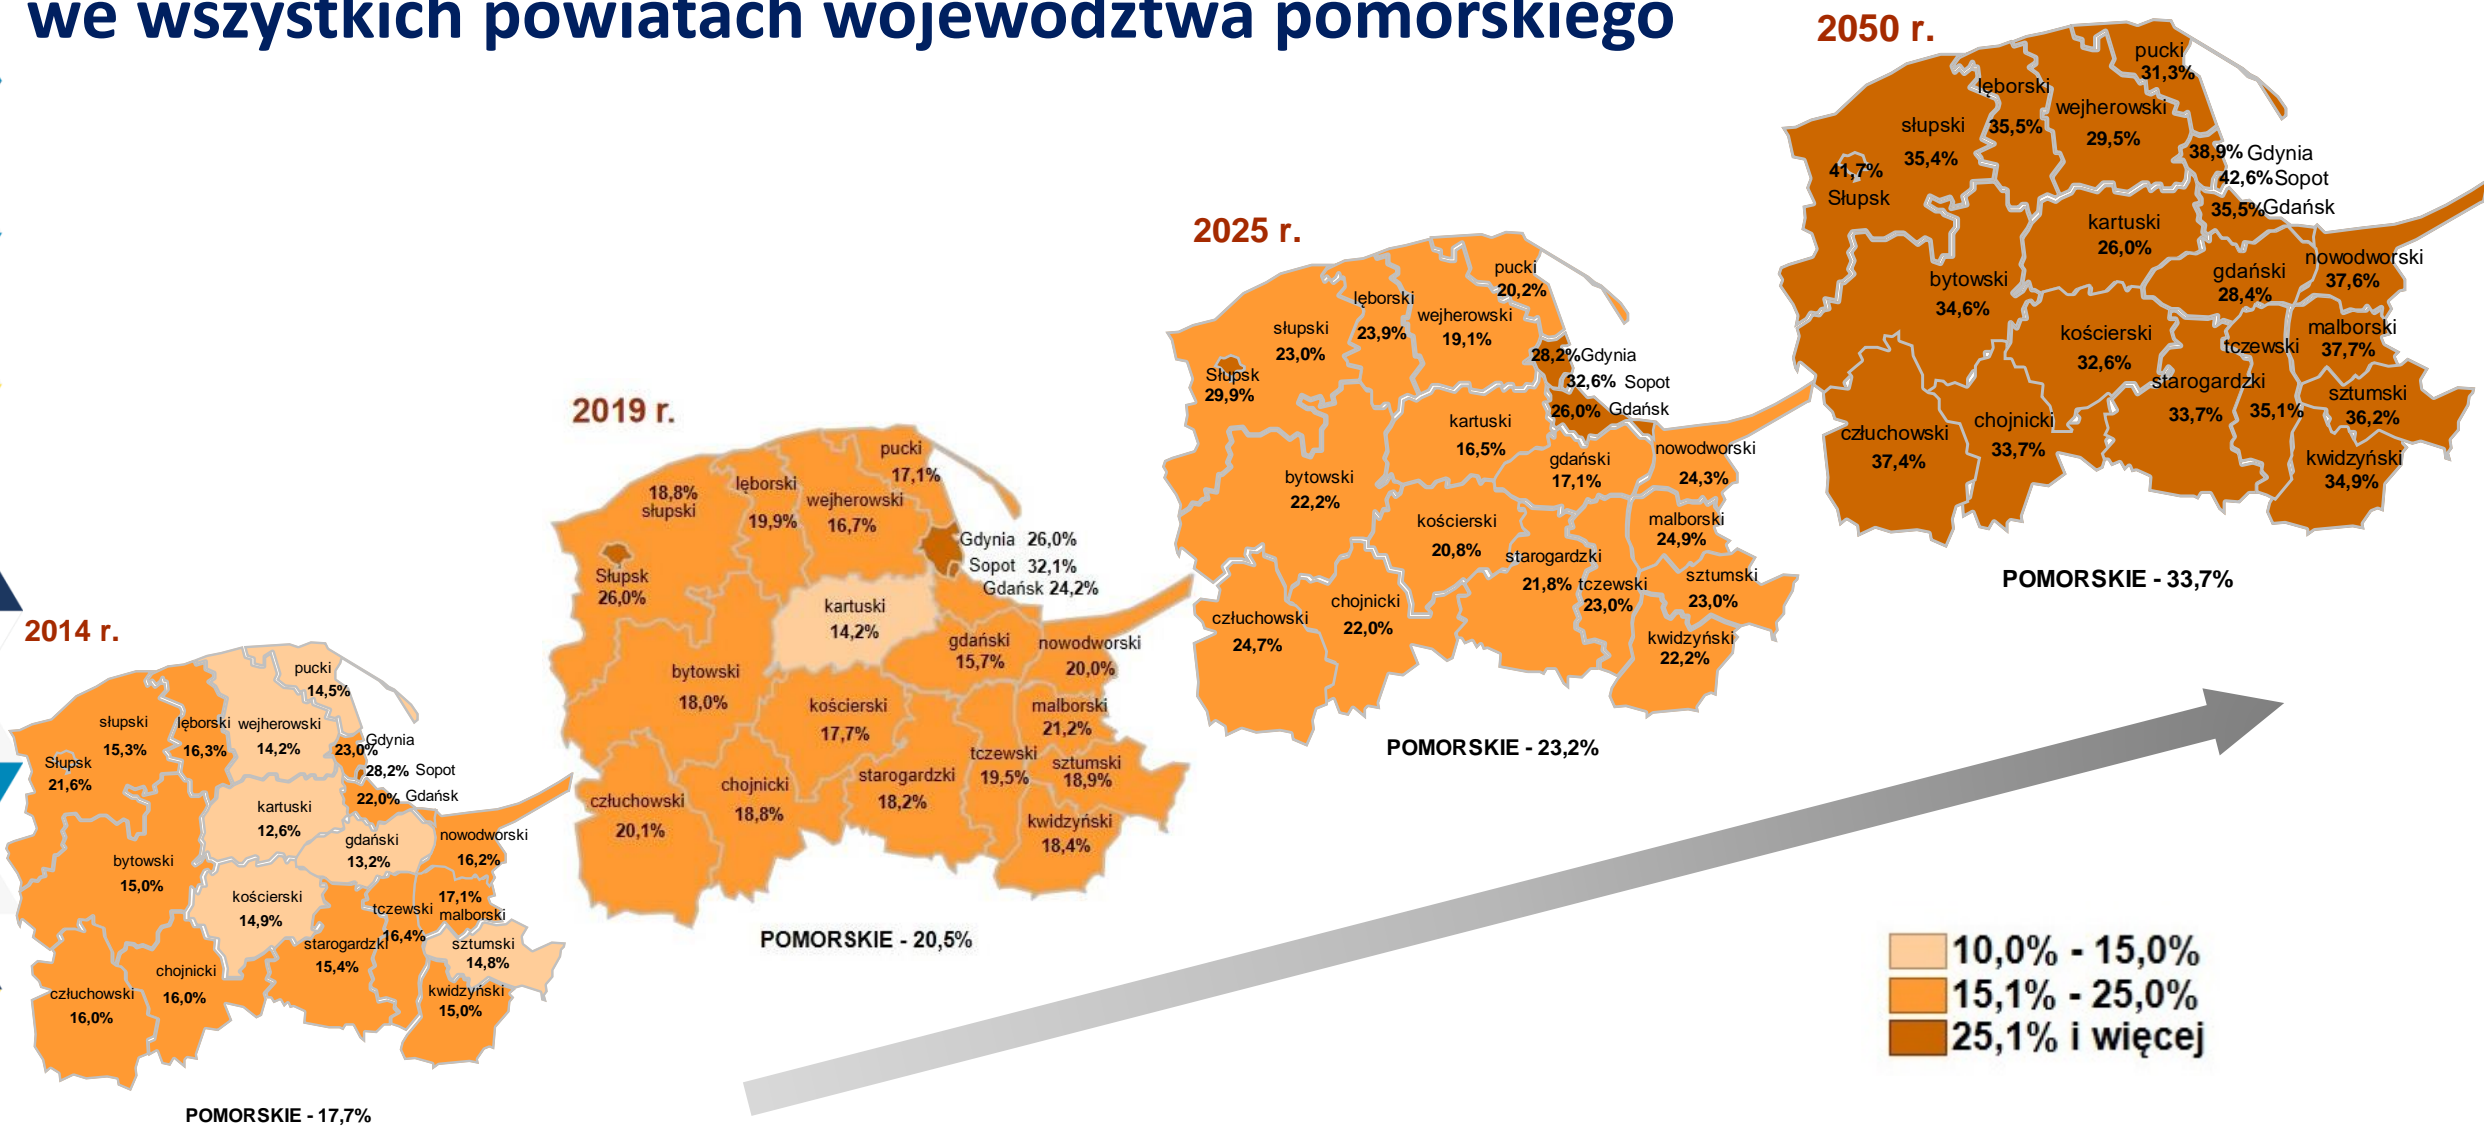 we wszystkich powiatach województwa pomorskiego
2050 r.
pucki
31,3%
lęborski
35,5%
wejherowski
29,5%
słupski
35,4%
41,7%
Słupsk
38,9% Gdynia
42,6% Sopot
35,5% Gdańsk
kartuski
26,0%
nowodworski
37,6%
gdański
28,4%
bytowski
34,6%
kościerski
32,6%
malborski
37,7%
tczewski
35,1%
starogardzki
33,7%
sztumski
36,2%
chojnicki
33,7%
człuchowski
37,4%
kwidzyński
34,9%
POMORSKIE - 33,7%
2025 r.
pucki
20,2%
lęborski
23,9%
wejherowski
19,1%
słupski
23,0%
Słupsk
29,9%
28,2% Gdynia
32,6% Sopot
26,0% Gdańsk
kartuski
16,5%
nowodworski
24,3%
gdański
17,1%
bytowski
22,2%
kościerski
20,8%
malborski
24,9%
starogardzki
21,8%
tczewski
23,0%
sztumski
23,0%
chojnicki
22,0%
człuchowski
24,7%
kwidzyński
22,2%
POMORSKIE - 23,2%
2019 r.
pucki
17,1%
lęborski
19,9%
wejherowski
16,7%
18,8%
słupski
Słupsk
26,0%
Gdynia 26,0%
Sopot 32,1%
Gdańsk 24,2%
kartuski
14,2%
gdański
15,7%
nowodworski
20,0%
bytowski
18,0%
kościerski
17,7%
malborski
21,2%
tczewski
19,5%
sztumski
18,9%
starogardzki
18,2%
chojnicki
18,8%
człuchowski
20,1%
kwidzyński
18,4%
POMORSKIE - 20,5%
2014 r.
pucki
14,5%
słupski
15,3%
lęborski
16,3%
wejherowski
14,2%
Słupsk
21,6%
Gdynia
23,0%
28,2% Sopot
22,0% Gdańsk
kartuski
12,6%
gdański
13,2%
nowodworski
16,2%
bytowski
15,0%
kościerski
14,9%
17,1%
malborski
tczewski
16,4%
starogardzki
15,4%
sztumski
14,8%
chojnicki
16,0%
człuchowski
16,0%
kwidzyński
15,0%
POMORSKIE - 17,7%
10,0% - 15,0%
15,1% - 25,0%
25,1% i więcej